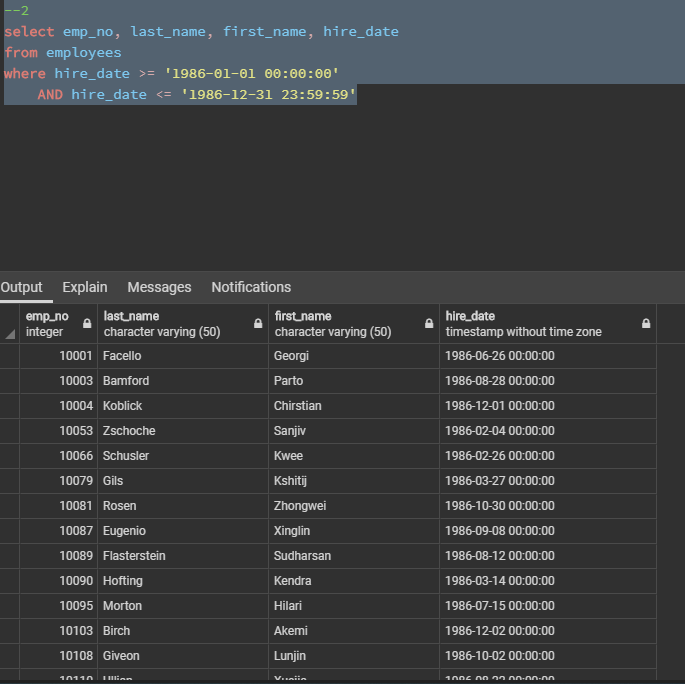 --2
select emp_no, last_name, first_name, hire_date
from employees
where hire_date >= '1986-01-01 00:00:00'
    AND hire_date <= '1986-12-31 23:59:59'
Output Explain Messages Notifications
emp_no last_name first_name hire_date
integer character varying (50) character varying (50) timestamp without time zone
10001 Facello Georgi 1986-06-26 00:00:00
10003 Bamford Parto 1986-08-28 00:00:00
10004 Koblick Chirstian 1986-12-01 00:00:00
10053 Zschoche Sanjiv 1986-02-04 00:00:00
10066 Schusler Kwee 1986-02-26 00:00:00
10079 Gils Kshitij 1986-03-27 00:00:00
10081 Rosen Zhongwei 1986-10-30 00:00:00
10087 Eugenio Xinglin 1986-09-08 00:00:00
10089 Flasterstein Sudharsan 1986-08-12 00:00:00
10090 Hofting Kendra 1986-03-14 00:00:00
10095 Morton Hilari 1986-07-15 00:00:00
10103 Birch Akemi 1986-12-02 00:00:00
10108 Giveon Lunjin 1986-10-02 00:00:00